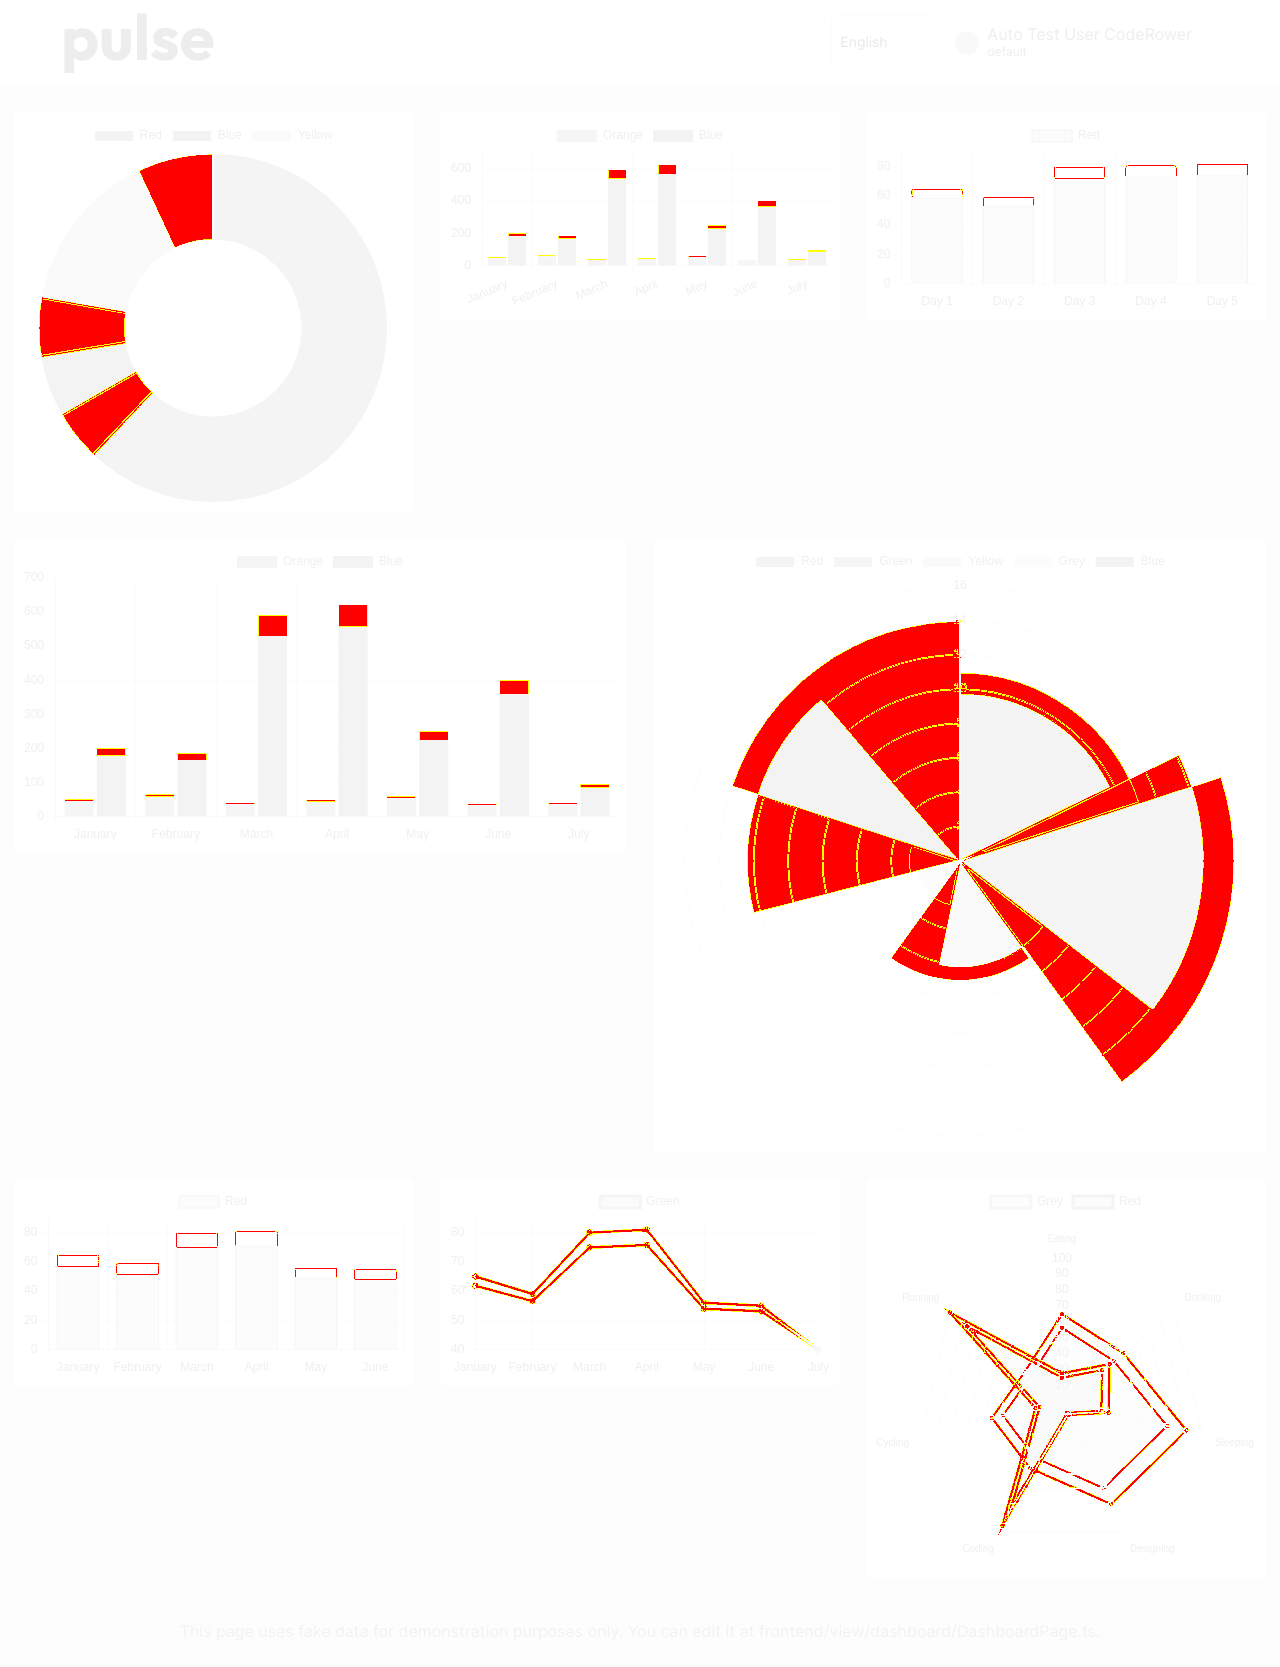 pulse
English
Auto Test User CodeRower
default
Red Blue Yellow
Orange Blue
600
400
200
0
January February March April May June July
Red
80
60
40
20
0
Day 1 Day 2 Day 3 Day 4 Day 5
Orange Blue
700
600
500
400
300
200
100
0
January February March April May June July
Red Green Yellow Grey Blue
16
Red
80
60
40
20
0
January February March April May June
Green
80
70
60
50
40
January February March April May June July
Grey Red
Eating
100
90
80
70
Running Drinking
Cycling Sleeping
Coding Designing
This page uses fake data for demonstration purposes only. You can edit it at frontend/view/dashboard/DashboardPage.ts.